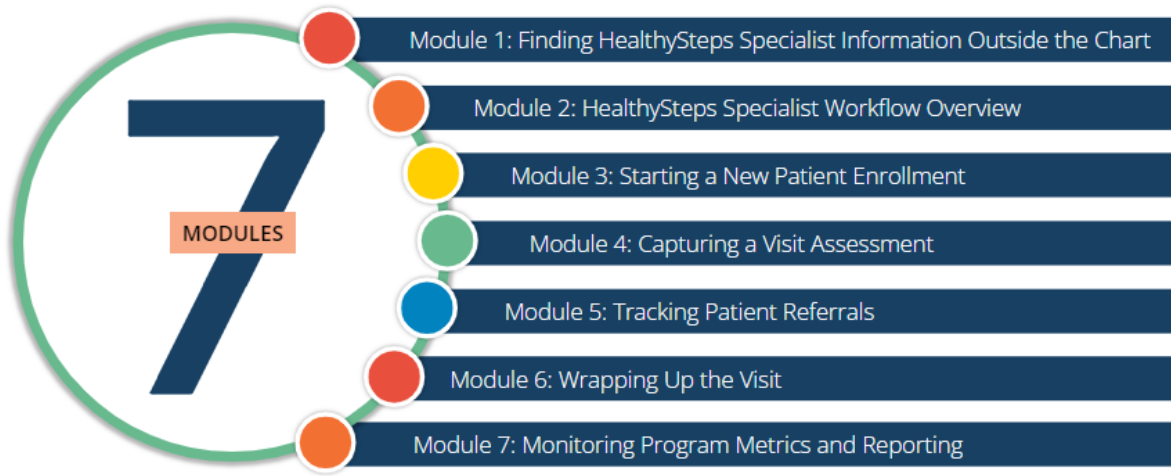 7
MODULES
Module 1: Finding HealthySteps Specialist Information Outside the Chart
Module 2: HealthySteps Specialist Workflow Overview
Module 3: Starting a New Patient Enrollment
Module 4: Capturing a Visit Assessment
Module 5: Tracking Patient Referrals
Module 6: Wrapping Up the Visit
Module 7: Monitoring Program Metrics and Reporting